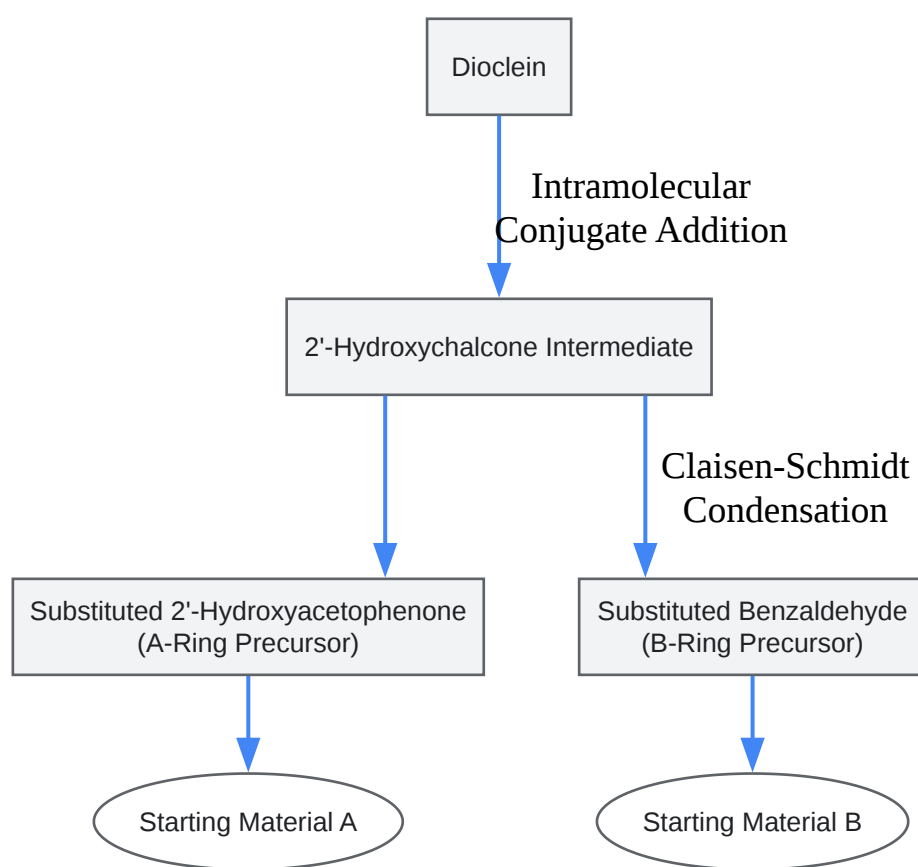 Dioclein
Intramolecular
Conjugate Addition
2'-Hydroxychalcone Intermediate
Claisen-Schmidt
Condensation
Substituted 2'-Hydroxyacetophenone
(A-Ring Precursor)
Substituted Benzaldehyde
(B-Ring Precursor)
Starting Material A
Starting Material B